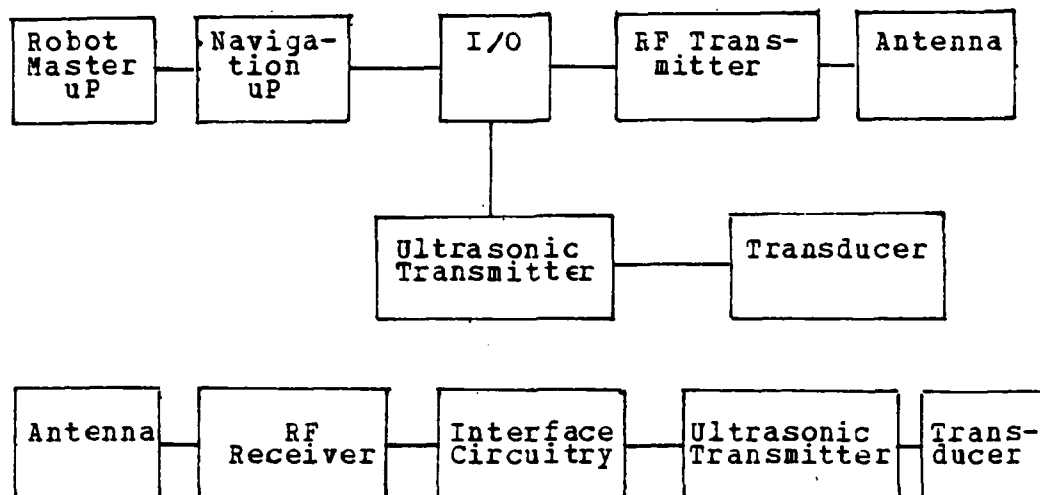 Robot
Master
uP
Naviga-
tion
uP
I/O
RF Trans-
mitter
Antenna
Ultrasonic
Transmitter
Transducer
Antenna
RF
Receiver
Interface
Circuitry
Ultrasonic
Transmitter
Trans-
ducer